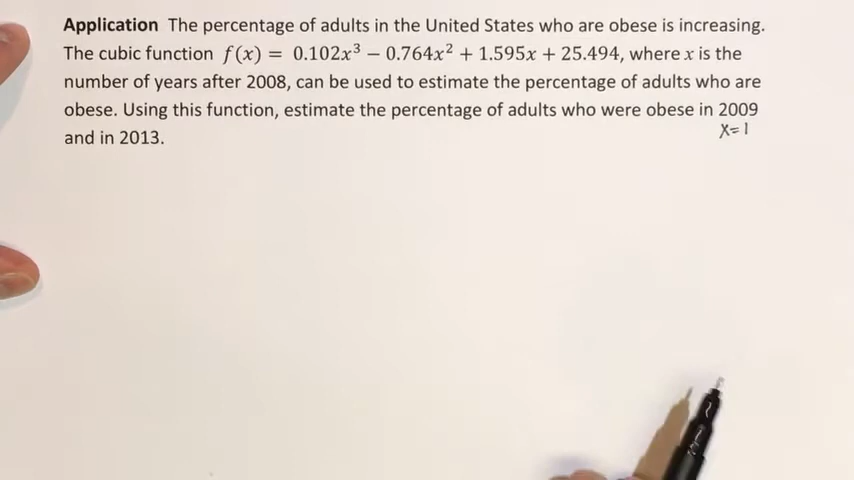 Application The percentage of adults in the United States who are obese is increasing.
The cubic function f(x) = 0.102x³ − 0.764x² + 1.595x + 25.494, where x is the
number of years after 2008, can be used to estimate the percentage of adults who are
obese. Using this function, estimate the percentage of adults who were obese in 2009
x=1
and in 2013.